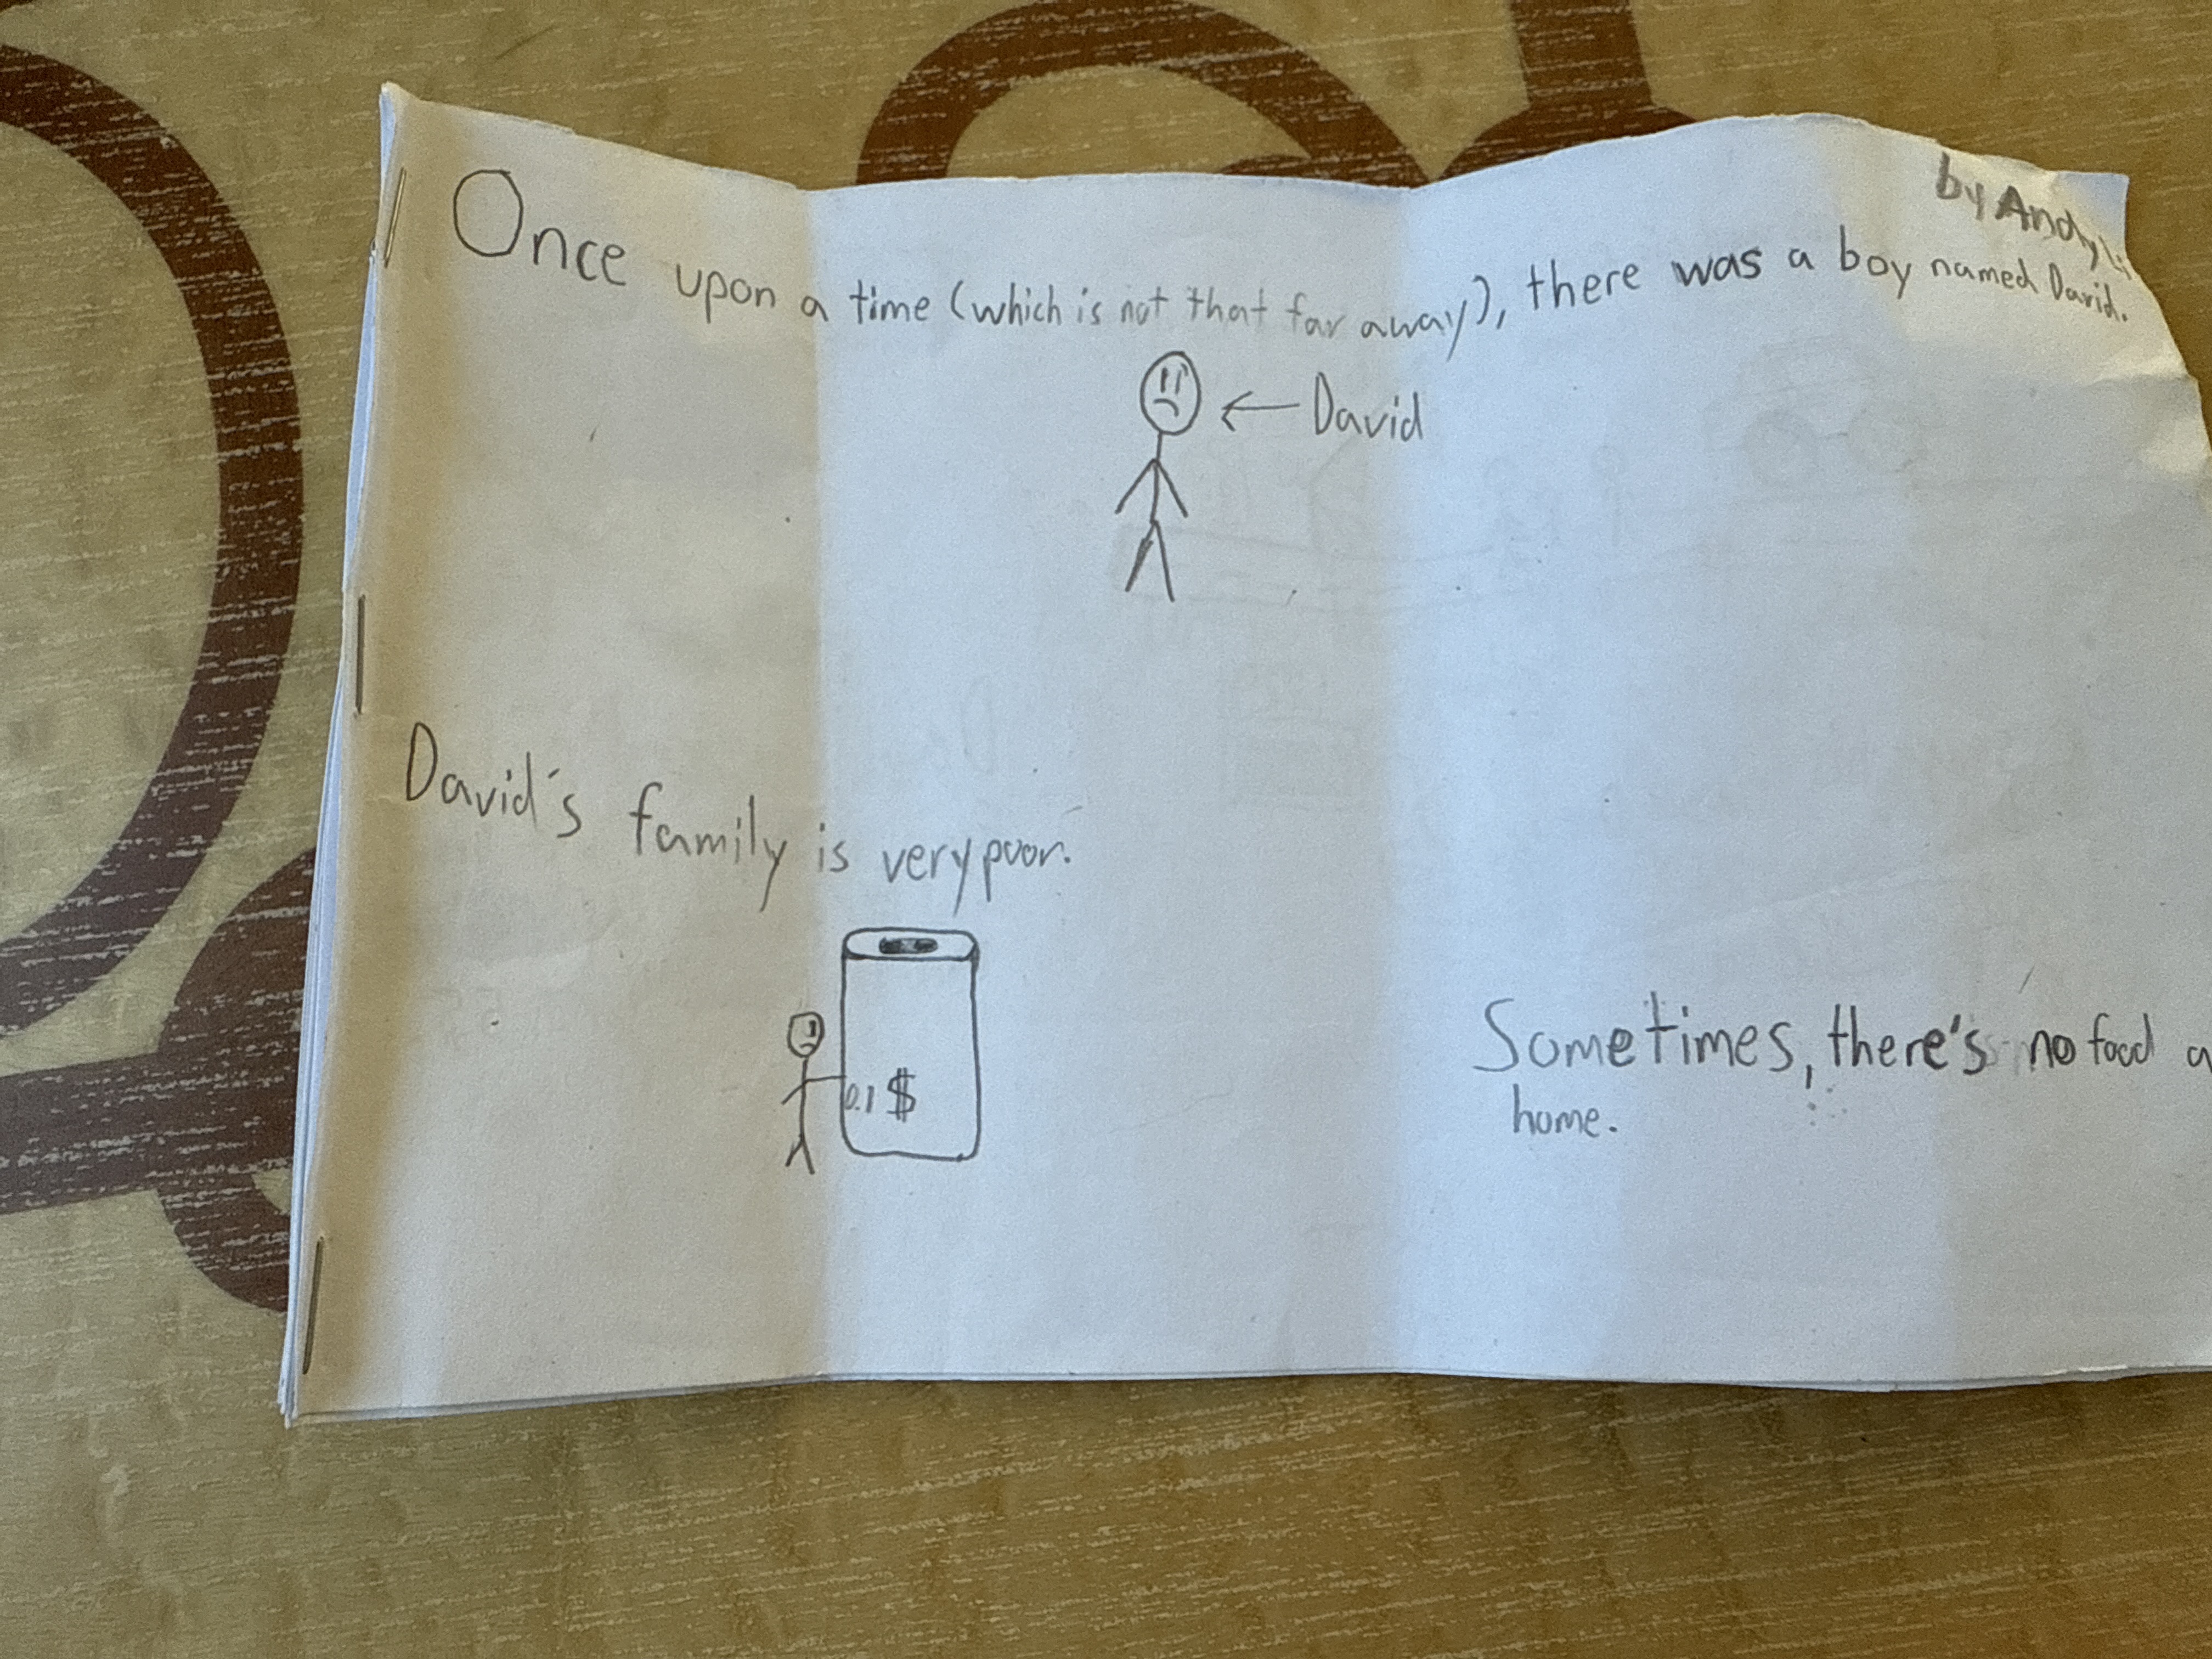 by Andy Li
Once upon a time (which is not that far away), there was a boy named David.
← David
David's family is very poor.
0.1 $
Sometimes, there's no food a
home.